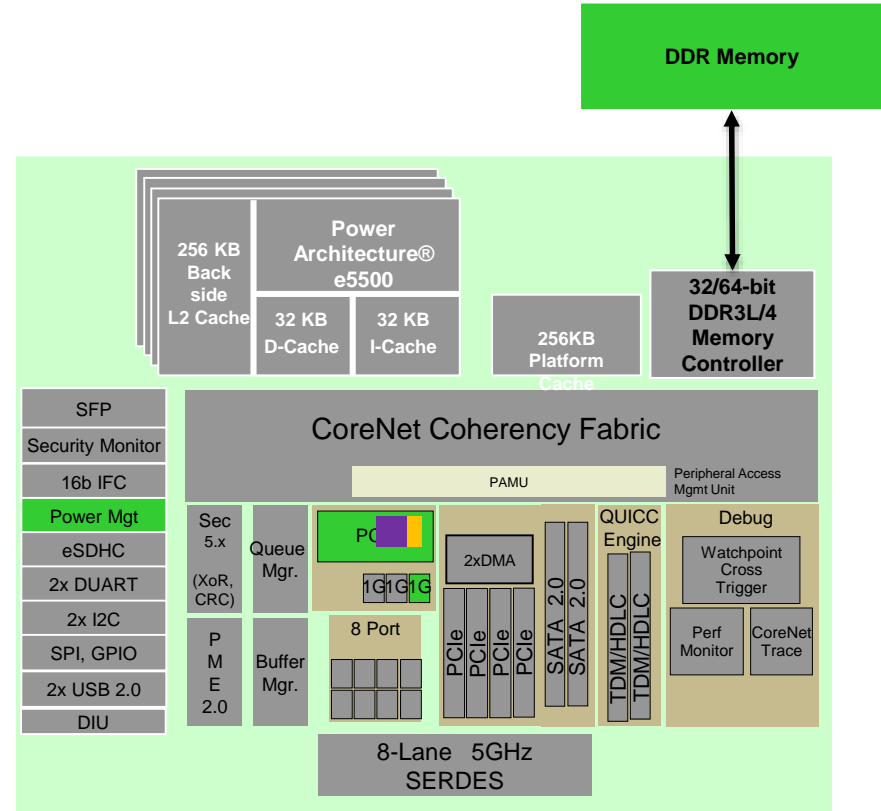 DDR Memory
256 KB
Back
side
L2 Cache
Power
Architecture®
e5500
32 KB
D-Cache
32 KB
I-Cache
256KB
Platform
Cache
32/64-bit
DDR3L/4
Memory
Controller
SFP
Security Monitor
16b IFC
Power Mgt
eSDHC
2x DUART
2x I2C
SPI, GPIO
2x USB 2.0
DIU
CoreNet Coherency Fabric
PAMU
Peripheral Access
Mgmt Unit
Sec
5.x
(XoR,
CRC)
Queue
Mgr.
1G
1G
1G
2xDMA
SATA 2.0
SATA 2.0
QUICC
Engine
TDM/HDLC
TDM/HDLC
Debug
Watchpoint
Cross
Trigger
Perf
Monitor
CoreNet
Trace
P
M
E
2.0
Buffer
Mgr.
8 Port
PCIe
PCIe
PCIe
PCIe
8-Lane 5GHz
SERDES